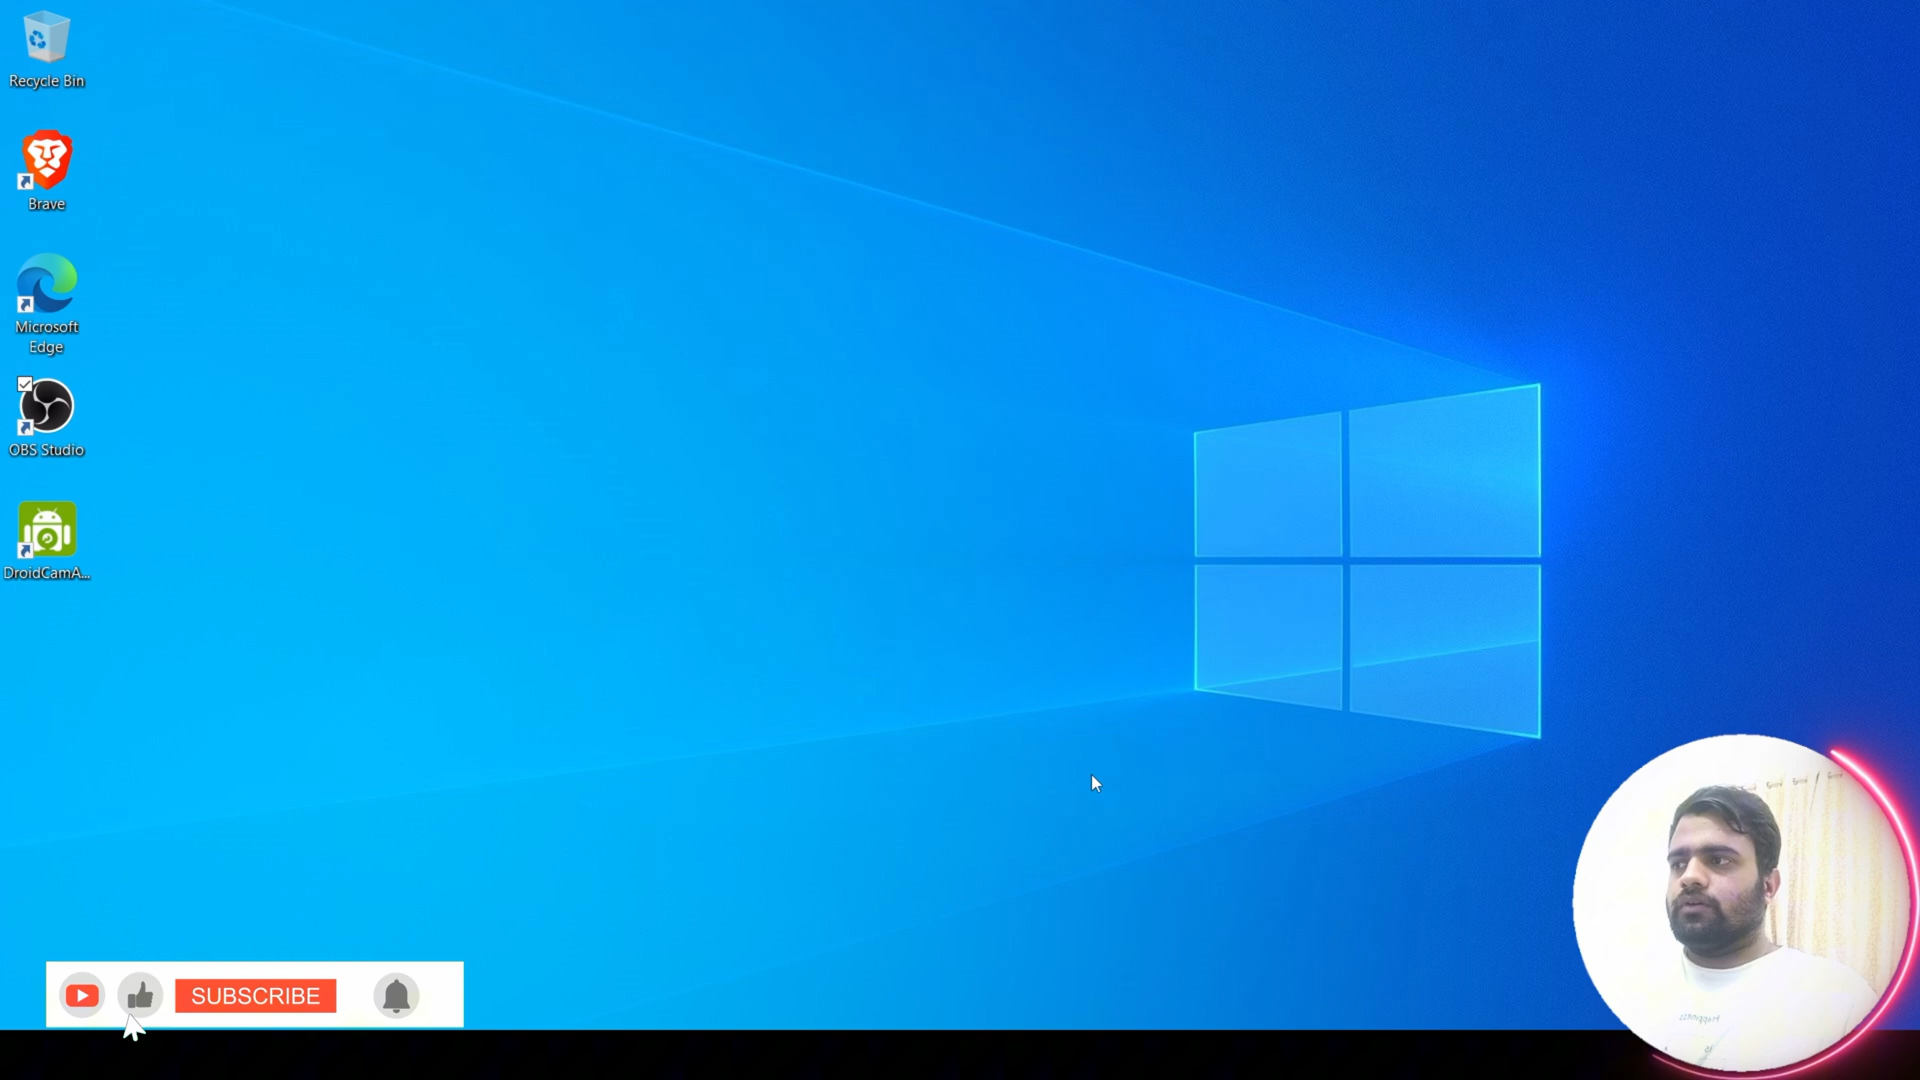 Recycle Bin
Brave
Microsoft
Edge
OBS Studio
DroidCamA...
SUBSCRIBE